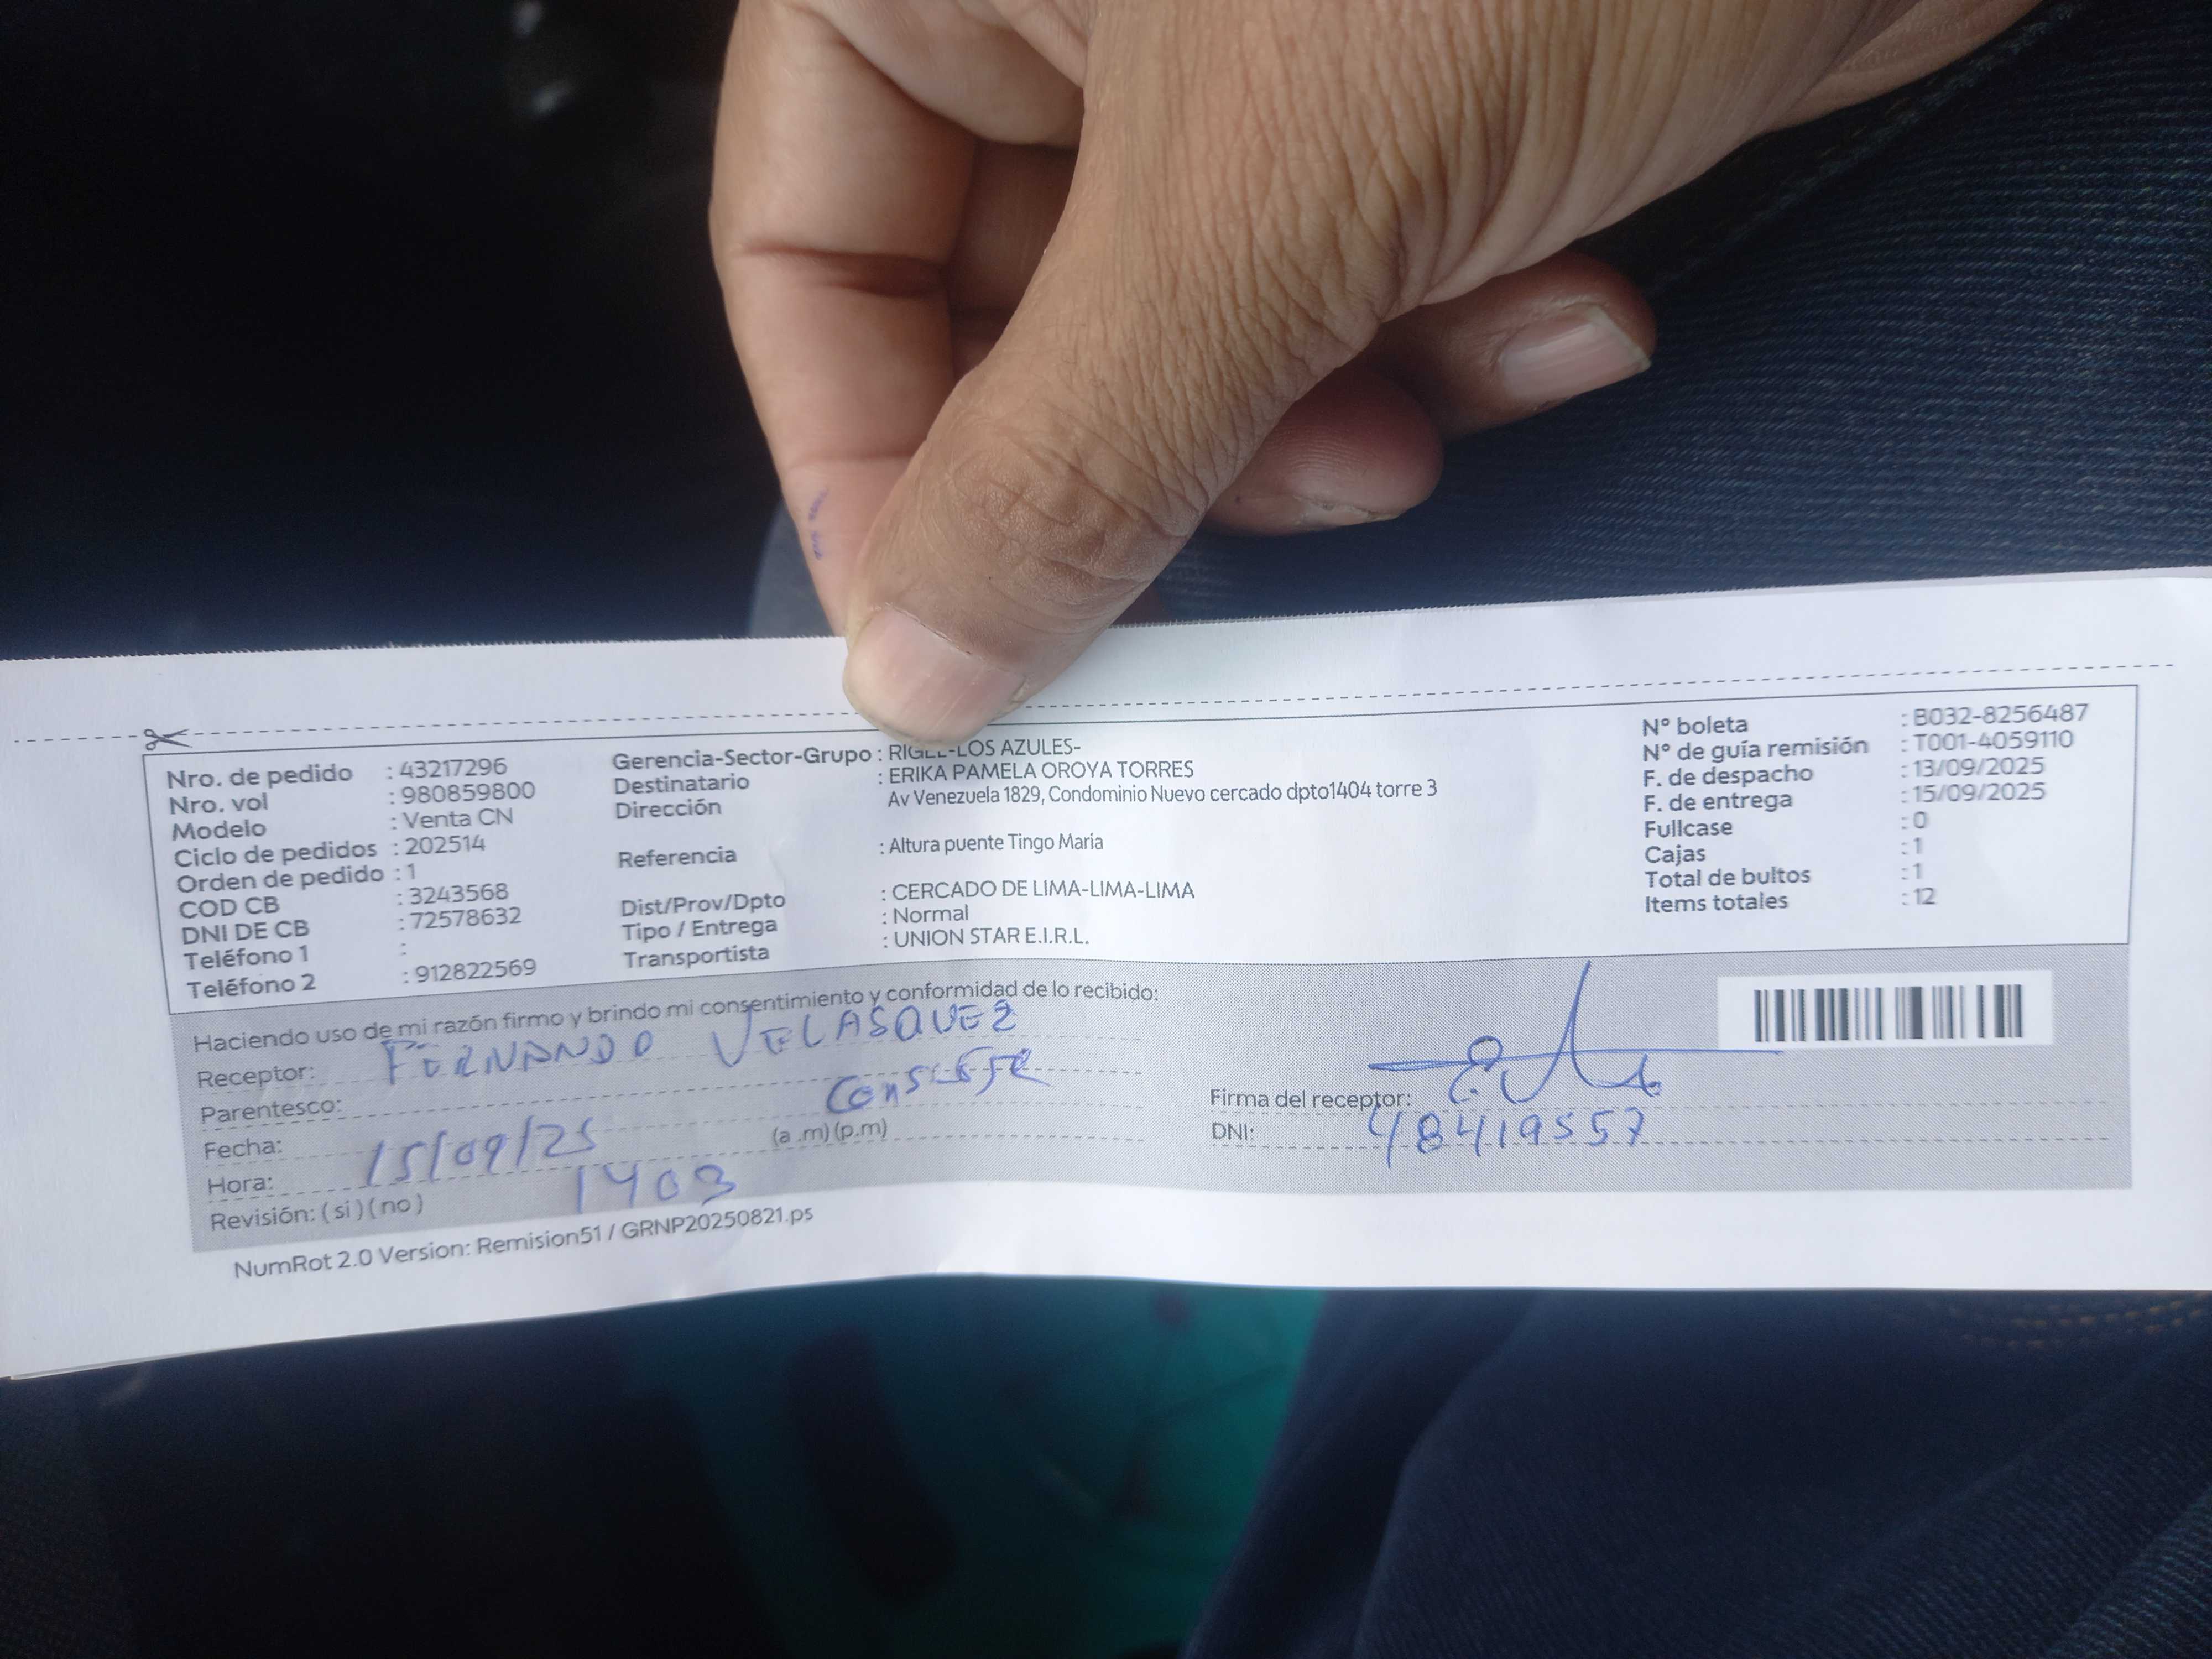 Nro. de pedido : 43217296
Nro. vol : 980859800
Modelo : Venta CN
Ciclo de pedidos : 202514
Orden de pedido : 1
COD CB : 3243568
DNI DE CB : 72578632
Teléfono 1 :
Teléfono 2 : 912822569
Gerencia-Sector-Grupo : RIGEL-LOS AZULES-
Destinatario : ERIKA PAMELA OROYA TORRES
Dirección Av Venezuela 1829, Condominio Nuevo cercado dpto1404 torre 3
Referencia : Altura puente Tingo Maria
Dist/Prov/Dpto : CERCADO DE LIMA-LIMA-LIMA
Tipo / Entrega : Normal
Transportista : UNION STAR E.I.R.L.
N° boleta : B032-8256487
N° de guía remisión : T001-4059110
F. de despacho : 13/09/2025
F. de entrega : 15/09/2025
Fullcase : 0
Cajas : 1
Total de bultos : 1
Items totales : 12
Haciendo uso de mi razón firmo y brindo mi consentimiento y conformidad de lo recibido:
Receptor: FERNANDO VELASQUEZ
Parentesco: Conserje
Fecha: 15/09/25
Hora: 1403 (a .m) (p.m)
Revisión: ( si ) ( no )
Firma del receptor:
DNI: 48419557
NumRot 2.0 Version: Remision51 / GRNP20250821.ps